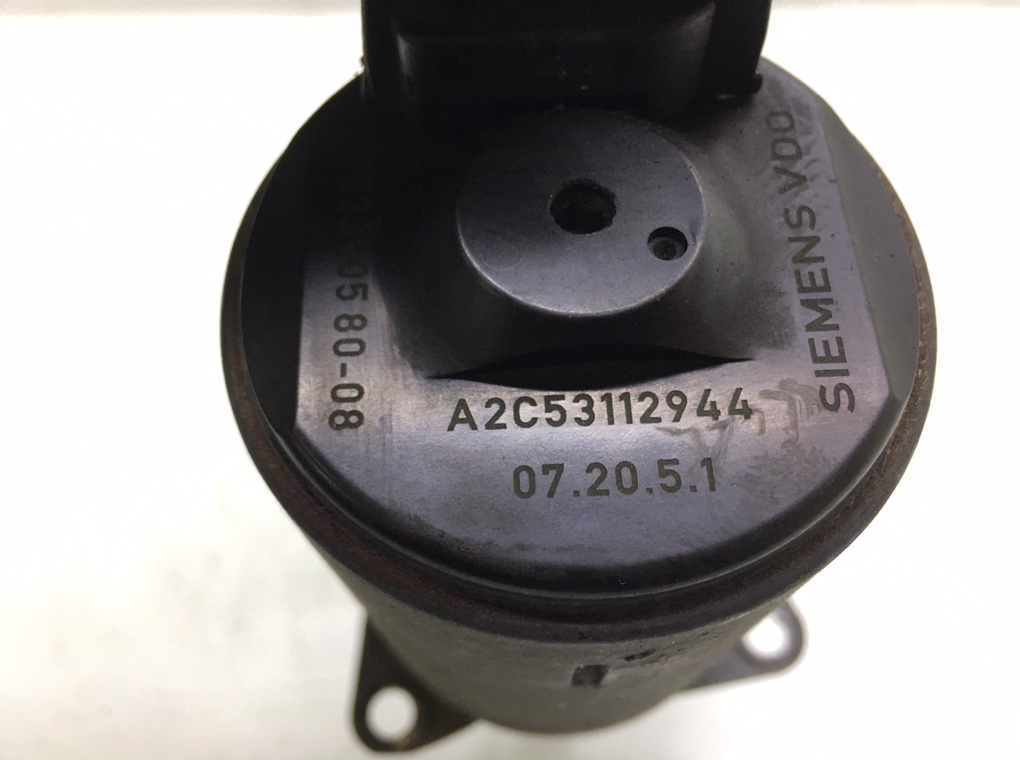 A2C53112944
07.20.5.1
SIEMENS VDO
05 80-08